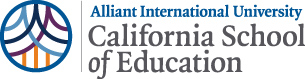 Alliant International University
California School
of Education